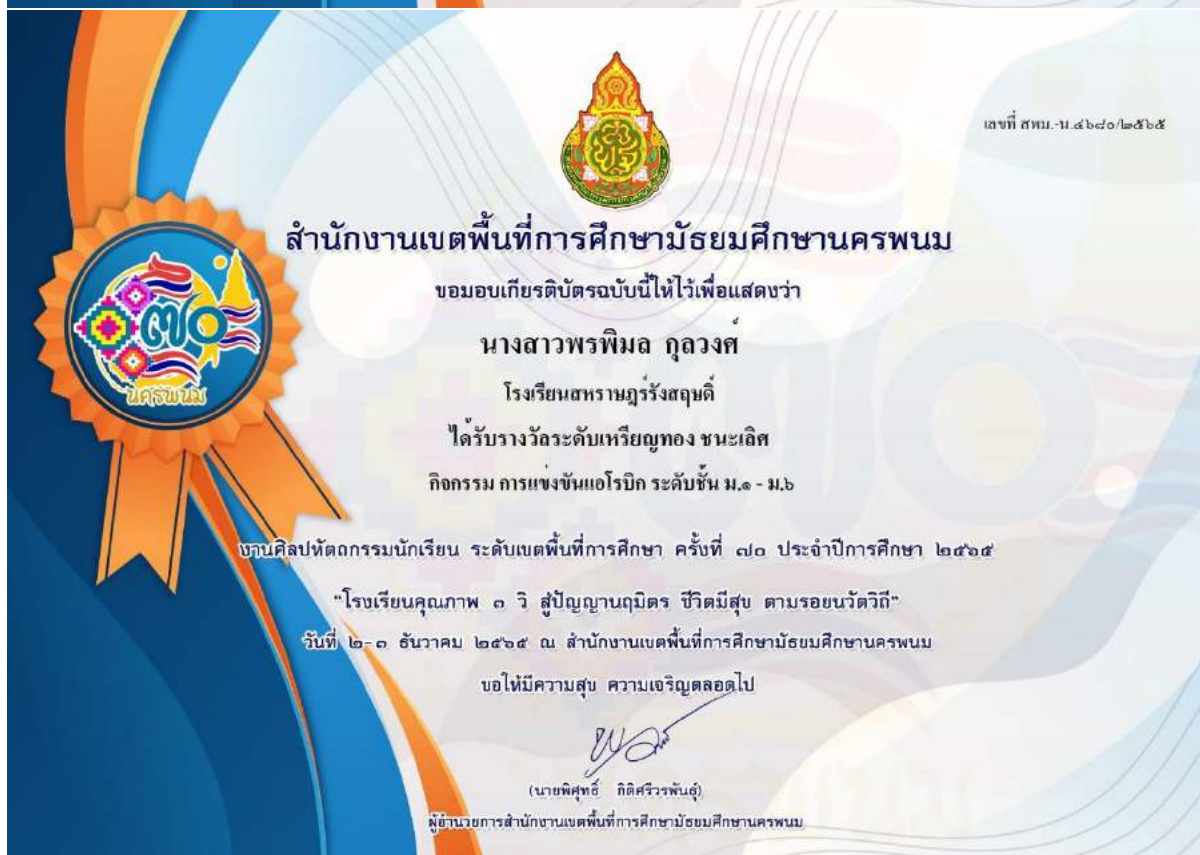 เลขที่ สพม.-น.๔๖๘๐/๒๕๖๕
สำนักงานเขตพื้นที่การศึกษามัธยมศึกษานครพนม
ขอมอบเกียรติบัตรฉบับนี้ให้ไว้เพื่อแสดงว่า
นางสาวพรพิมล กุลวงศ์
โรงเรียนสหราษฎร์รังสฤษดิ์
ได้รับรางวัลระดับเหรียญทอง ชนะเลิศ
กิจกรรม การแข่งขันแอโรบิก ระดับชั้น ม.๑ - ม.๖
๗๐
นครพนม
งานศิลปหัตถกรรมนักเรียน ระดับเขตพื้นที่การศึกษา ครั้งที่ ๗๐ ประจำปีการศึกษา ๒๕๖๕
"โรงเรียนคุณภาพ ๓ วิ สู่ปัญญานฤมิตร ชีวิตมีสุข ตามรอยนวัตวิถี"
วันที่ ๒-๓ ธันวาคม ๒๕๖๕ ณ สำนักงานเขตพื้นที่การศึกษามัธยมศึกษานครพนม
ขอให้มีความสุข ความเจริญตลอดไป
(นายพิศุทธิ์ กิติศรีวรพันธุ์)
ผู้อำนวยการสำนักงานเขตพื้นที่การศึกษามัธยมศึกษานครพนม